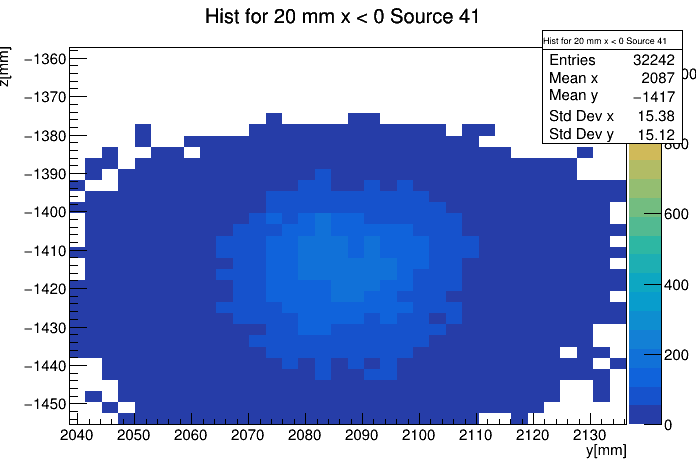 Hist for 20 mm x < 0 Source 41
Hist for 20 mm x < 0 Source 41
Entries 32242
Mean x 2087
Mean y −1417
Std Dev x 15.38
Std Dev y 15.12
z[mm]
−1360
−1370
−1380
−1390
−1400
−1410
−1420
−1430
−1440
−1450
2040 2050 2060 2070 2080 2090 2100 2110 2120 2130
y[mm]
600
400
200
0